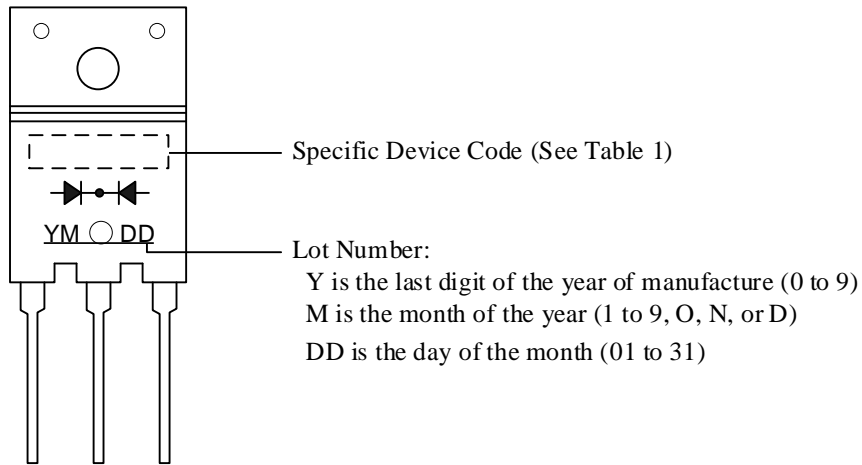 Specific Device Code (See Table 1)
YM DD
Lot Number:
Y is the last digit of the year of manufacture (0 to 9)
M is the month of the year (1 to 9, O, N, or D)
DD is the day of the month (01 to 31)